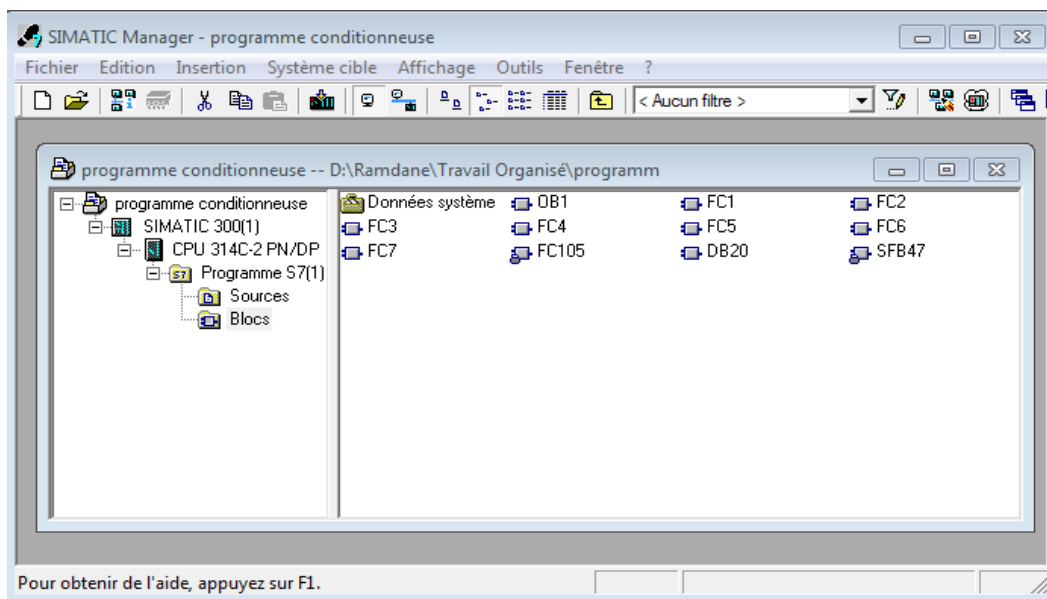 SIMATIC Manager - programme conditionneuse
Fichier Edition Insertion Système cible Affichage Outils Fenêtre ?
< Aucun filtre >
programme conditionneuse -- D:\Ramdane\Travail Organisé\programm
programme conditionneuse
SIMATIC 300(1)
CPU 314C-2 PN/DP
S7 Programme S7(1)
Sources
Blocs
Données système OB1 FC1 FC2
FC3 FC4 FC5 FC6
FC7 FC105 DB20 SFB47
Pour obtenir de l'aide, appuyez sur F1.